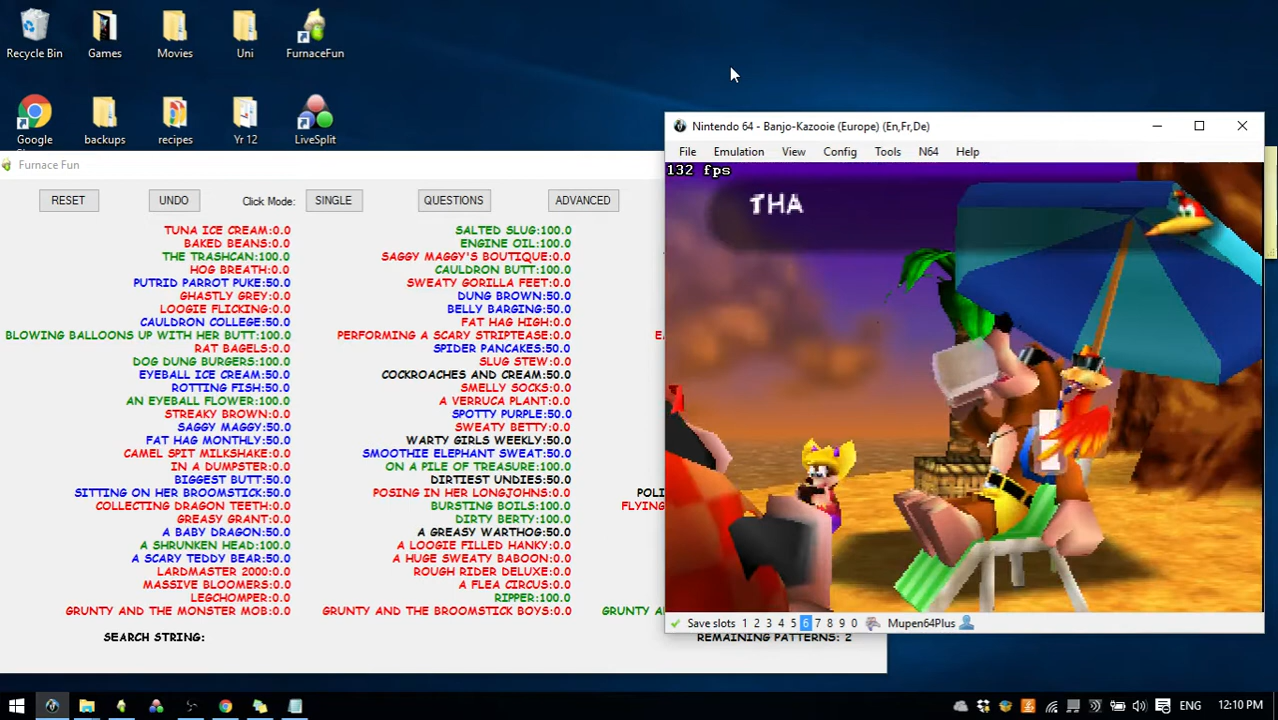 Recycle Bin
Games
Movies
Uni
FurnaceFun
Google
backups
recipes
Yr 12
LiveSplit
Furnace Fun
RESET
UNDO
Click Mode:
SINGLE
QUESTIONS
ADVANCED
TUNA ICE CREAM:0.0
SALTED SLUG:100.0
BAKED BEANS:0.0
ENGINE OIL:100.0
THE TRASHCAN:100.0
SAGGY MAGGY'S BOUTIQUE:0.0
HOG BREATH:0.0
CAULDRON BUTT:100.0
PUTRID PARROT PUKE:50.0
SWEATY GORILLA FEET:0.0
GHASTLY GREY:0.0
DUNG BROWN:50.0
LOOGIE FLICKING:0.0
BELLY BARGING:50.0
CAULDRON COLLEGE:50.0
FAT HAG HIGH:0.0
BLOWING BALLOONS UP WITH HER BUTT:100.0
PERFORMING A SCARY STRIPTEASE:0.0
RAT BAGELS:0.0
SPIDER PANCAKES:50.0
DOG DUNG BURGERS:100.0
SLUG STEW:0.0
EYEBALL ICE CREAM:50.0
COCKROACHES AND CREAM:50.0
ROTTING FISH:50.0
SMELLY SOCKS:0.0
AN EYEBALL FLOWER:100.0
A VERRUCA PLANT:0.0
STREAKY BROWN:0.0
SPOTTY PURPLE:50.0
SAGGY MAGGY:50.0
SWEATY BETTY:0.0
FAT HAG MONTHLY:50.0
WARTY GIRLS WEEKLY:50.0
CAMEL SPIT MILKSHAKE:0.0
SMOOTHIE ELEPHANT SWEAT:50.0
IN A DUMPSTER:0.0
ON A PILE OF TREASURE:100.0
BIGGEST BUTT:50.0
DIRTIEST UNDIES:50.0
SITTING ON HER BROOMSTICK:50.0
POSING IN HER LONGJOHNS:0.0
POLI
COLLECTING DRAGON TEETH:0.0
BURSTING BOILS:100.0
FLYING
GREASY GRANT:0.0
DIRTY BERTY:100.0
A BABY DRAGON:50.0
A GREASY WARTHOG:50.0
A SHRUNKEN HEAD:100.0
A LOOGIE FILLED HANKY:0.0
A SCARY TEDDY BEAR:50.0
A HUGE SWEATY BABOON:0.0
LARDMASTER 2000:0.0
ROUGH RIDER DELUXE:0.0
MASSIVE BLOOMERS:0.0
A FLEA CIRCUS:0.0
LEGCHOMPER:0.0
RIPPER:100.0
GRUNTY AND THE MONSTER MOB:0.0
GRUNTY AND THE BROOMSTICK BOYS:0.0
GRUNTY A
SEARCH STRING:
REMAINING PATTERNS: 2
Nintendo 64 - Banjo-Kazooie (Europe) (En,Fr,De)
File Emulation View Config Tools N64 Help
132 fps
THA
Save slots 1 2 3 4 5 6 7 8 9 0 Mupen64Plus
ENG 12:10 PM